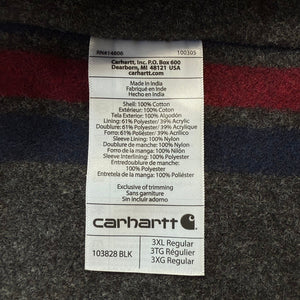 RN#14806 100305
Carhartt, Inc. P.O. Box 600
Dearborn, MI 48121 USA
carhartt.com
Made in India
Fabriqué en Inde
Hecho en India
Shell: 100% Cotton
Extérieur: 100% Coton
Tela Exterior: 100% Algodón
Lining: 61% Polyester/ 39% Acrylic
Doublure: 61% Polyester/ 39% Acrylique
Forro: 61% Poliéster/ 39% Acrílico
Sleeve Lining: 100% Nylon
Doublure de manche: 100% Nylon
Forro de la manga: 100% Nilón
Sleeve Interlining: 100% Polyester
Entredoublure de manche: 100% Polyester
Entretela de la manga: 100% Poliéster
Exclusive of trimming
Sans garniture
Sin incluir adorno
carhartt
103828 BLK
3XL Regular
3TG Régulier
3XG Regular